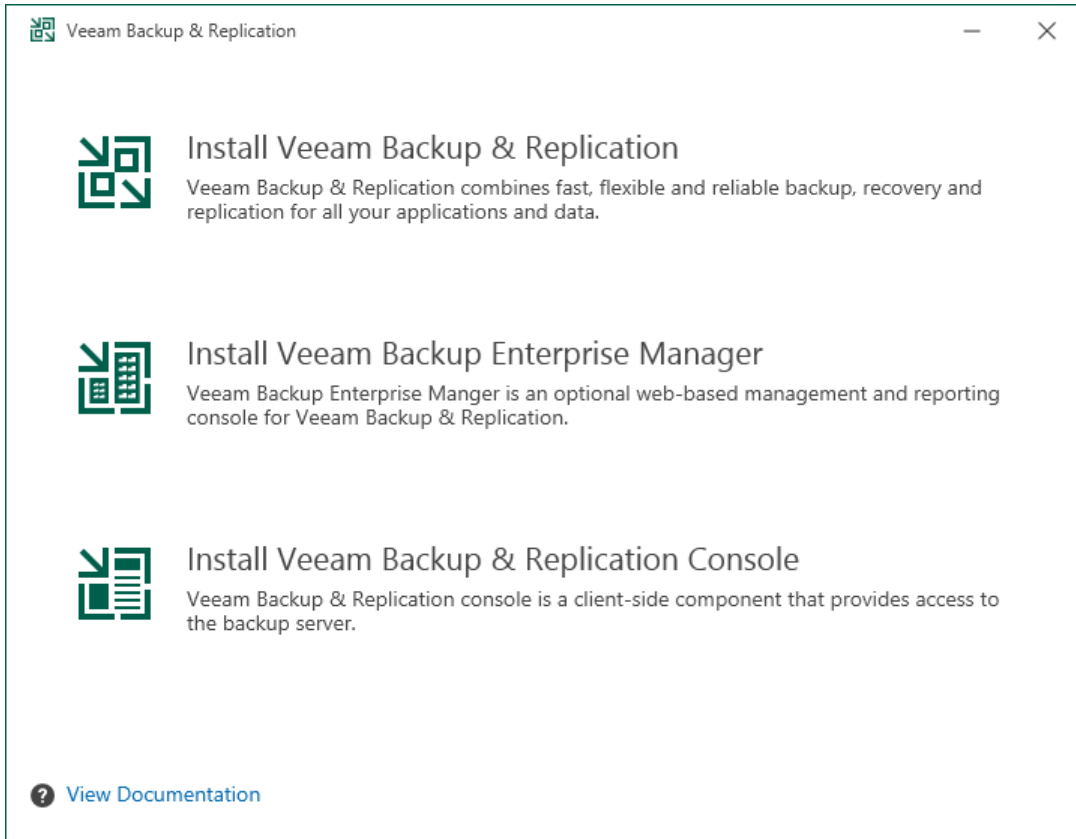 Veeam Backup & Replication
Install Veeam Backup & Replication
Veeam Backup & Replication combines fast, flexible and reliable backup, recovery and
replication for all your applications and data.
Install Veeam Backup Enterprise Manager
Veeam Backup Enterprise Manger is an optional web-based management and reporting
console for Veeam Backup & Replication.
Install Veeam Backup & Replication Console
Veeam Backup & Replication console is a client-side component that provides access to
the backup server.
? View Documentation